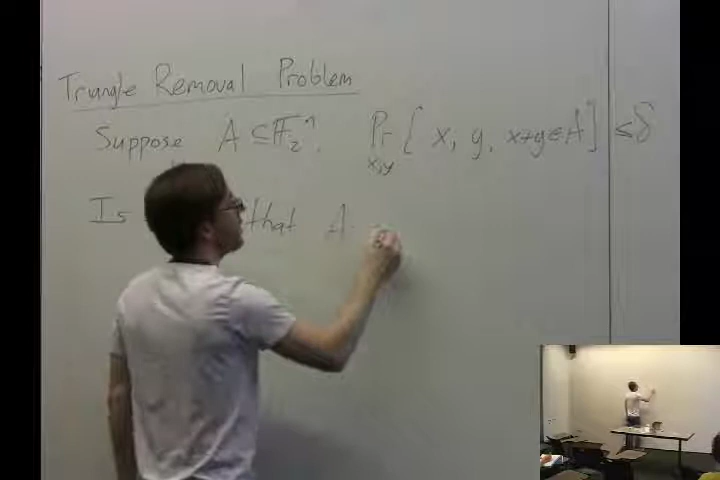 Triangle Removal Problem
Suppose A ⊆ 𝔽₂ⁿ. Pr_{x,y} [ x, y, x+y ∈ A ] ≤ δ
Is that A